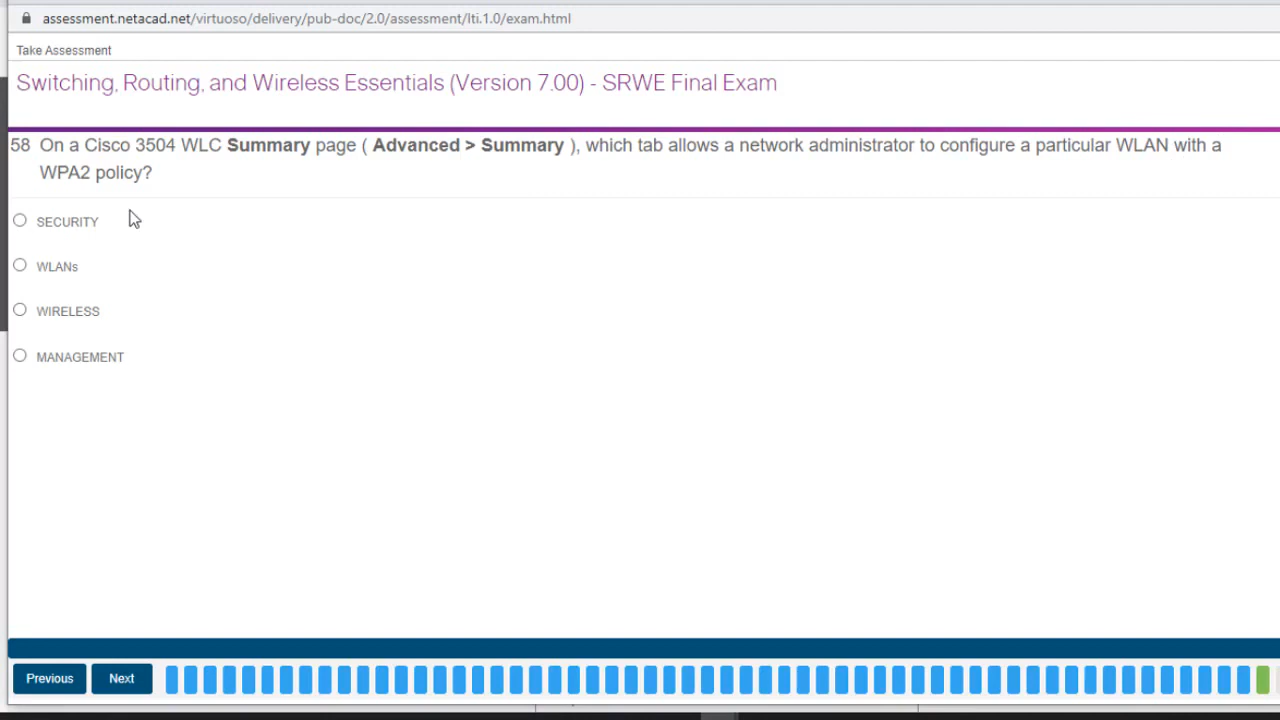 assessment.netacad.net/virtuoso/delivery/pub-doc/2.0/assessment/lti.1.0/exam.html
Take Assessment
Switching, Routing, and Wireless Essentials (Version 7.00) - SRWE Final Exam
58 On a Cisco 3504 WLC Summary page ( Advanced > Summary ), which tab allows a network administrator to configure a particular WLAN with a
WPA2 policy?
SECURITY
WLANs
WIRELESS
MANAGEMENT
Previous Next